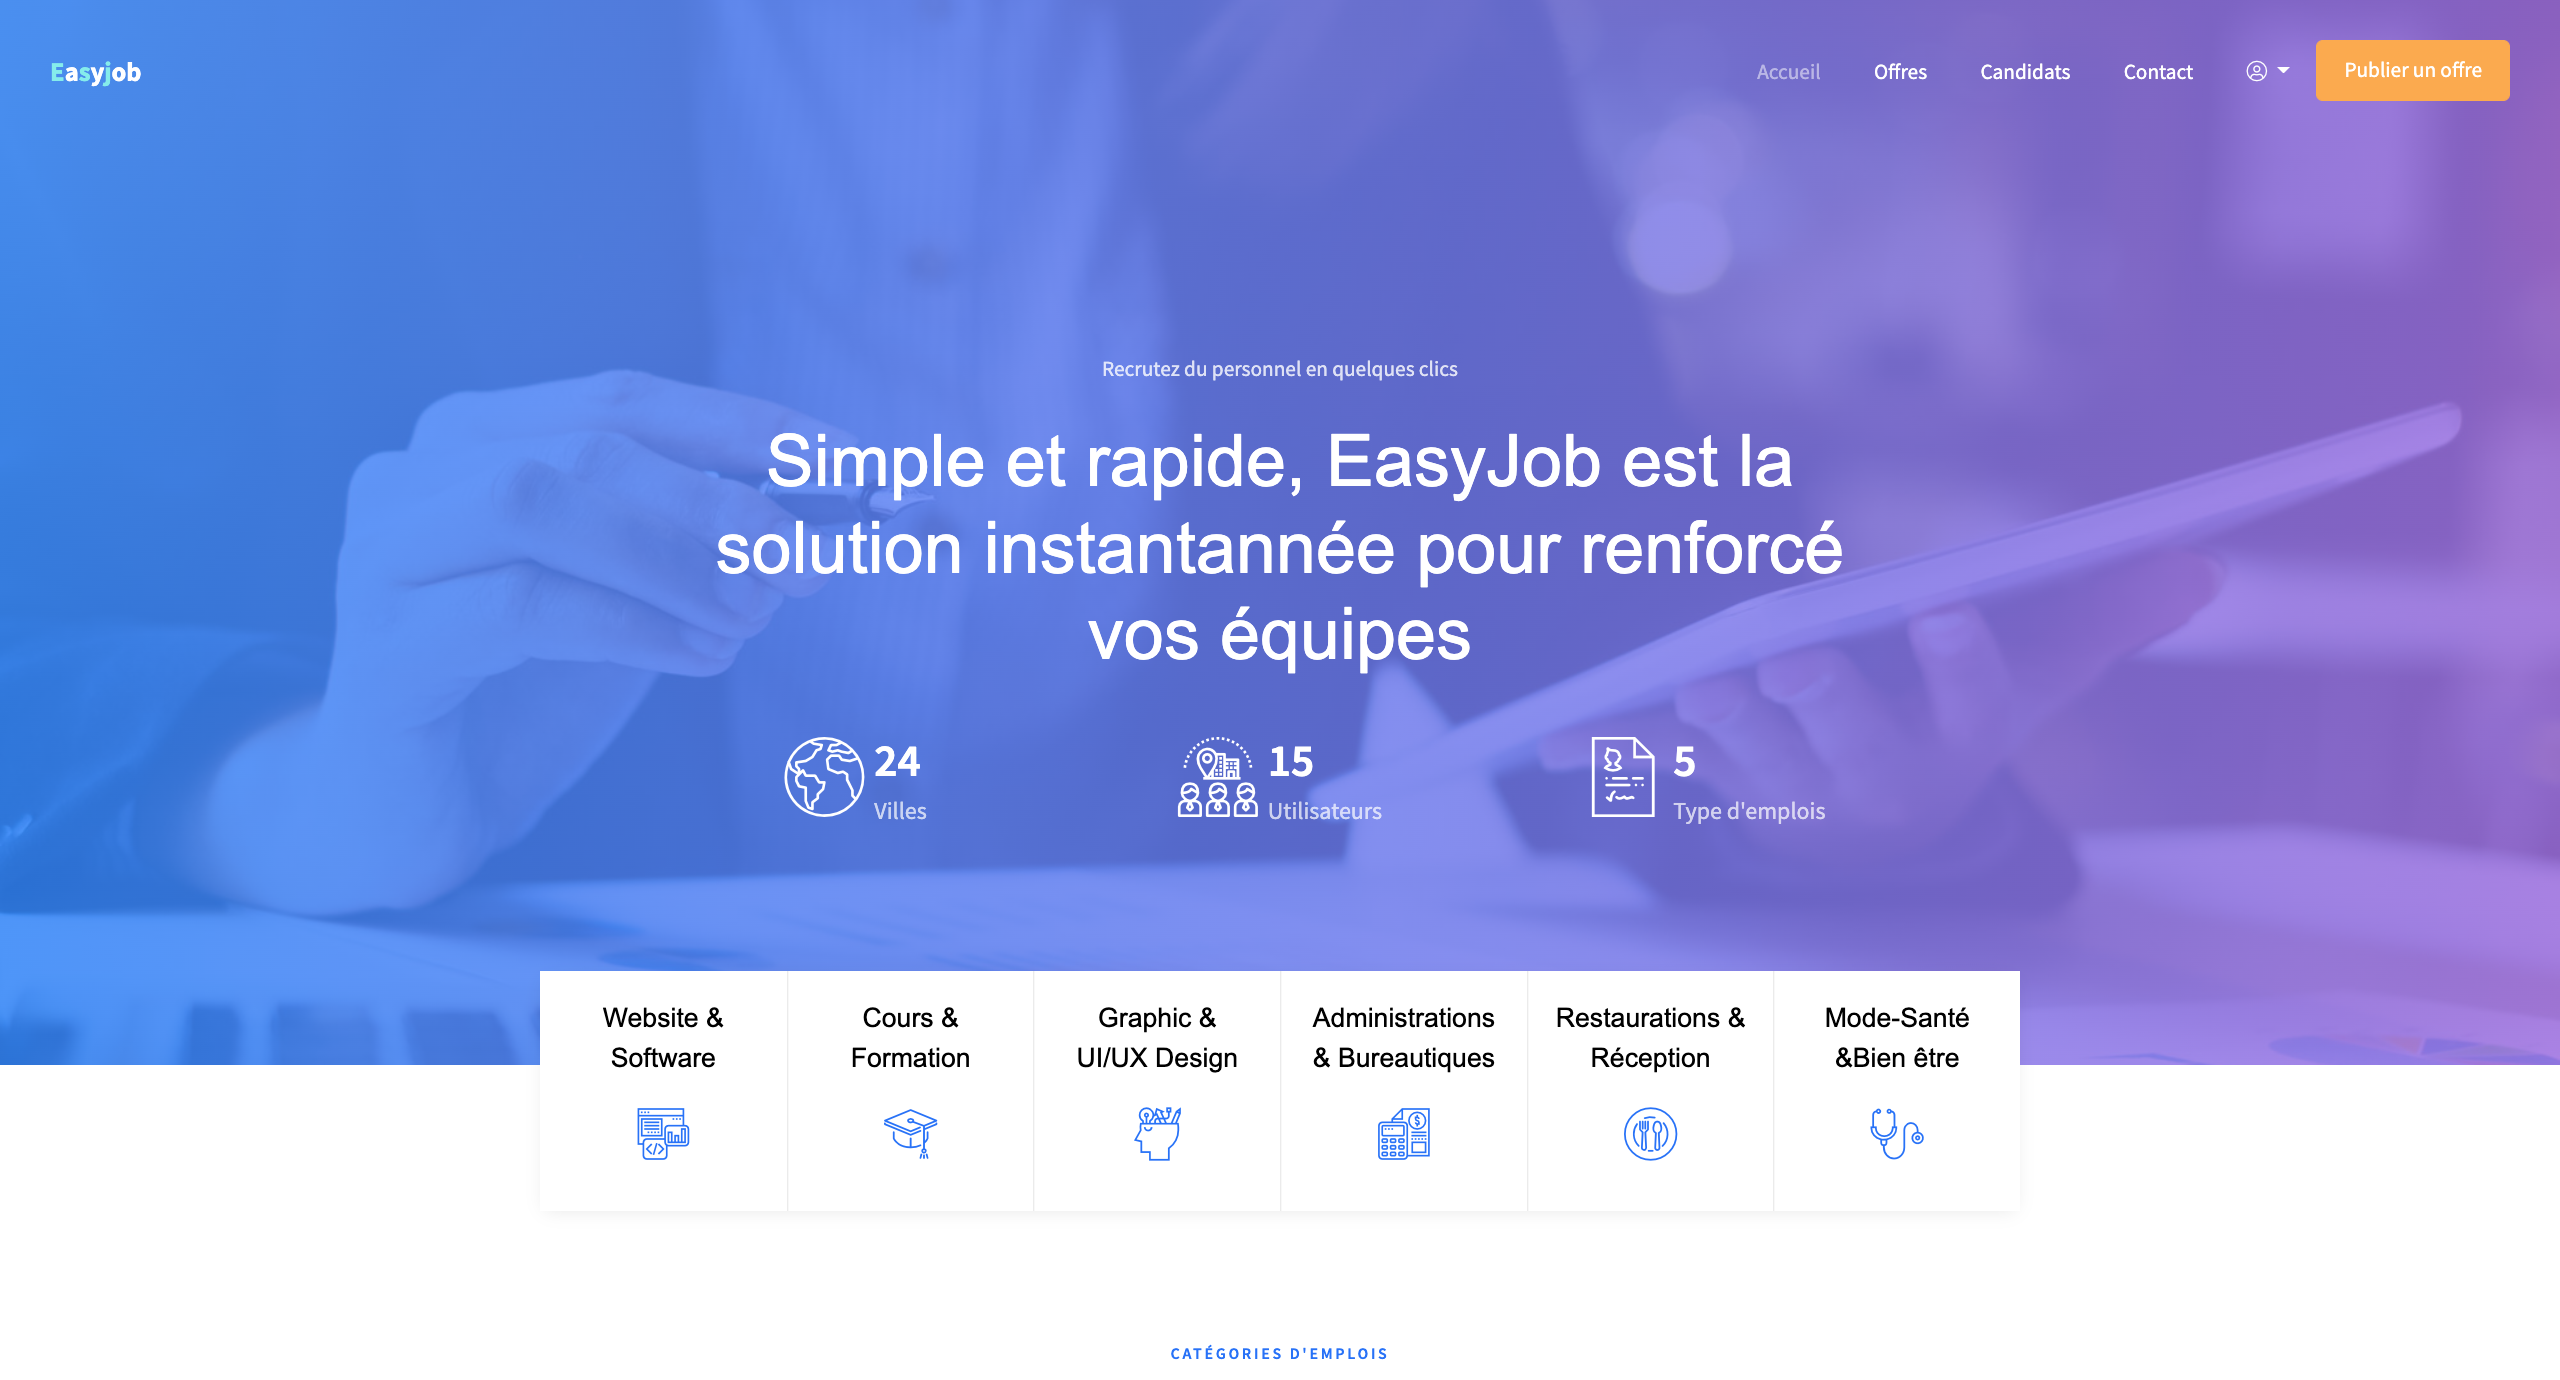 Easyjob
Accueil
Offres
Candidats
Contact
Publier un offre
Recrutez du personnel en quelques clics
Simple et rapide, EasyJob est la
solution instantannée pour renforcé
vos équipes
24
Villes
15
Utilisateurs
5
Type d'emplois
Website &
Software
Cours &
Formation
Graphic &
UI/UX Design
Administrations
& Bureautiques
Restaurations &
Réception
Mode-Santé
&Bien être
CATÉGORIES D'EMPLOIS